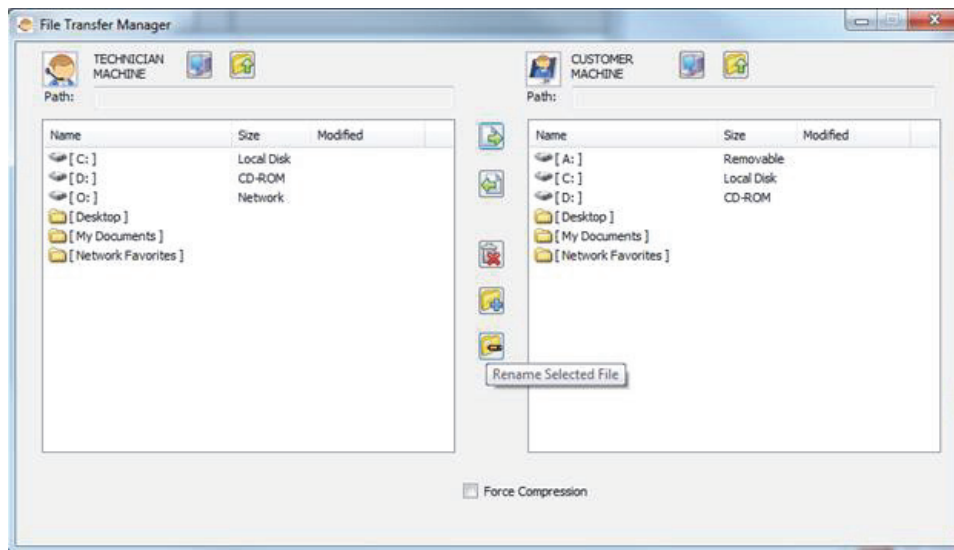 File Transfer Manager
TECHNICIAN
MACHINE
Path:
Name Size Modified
[ C: ] Local Disk
[ D: ] CD-ROM
[ O: ] Network
[ Desktop ]
[ My Documents ]
[ Network Favorites ]
Rename Selected File
CUSTOMER
MACHINE
Path:
Name Size Modified
[ A: ] Removable
[ C: ] Local Disk
[ D: ] CD-ROM
[ Desktop ]
[ My Documents ]
[ Network Favorites ]
Force Compression